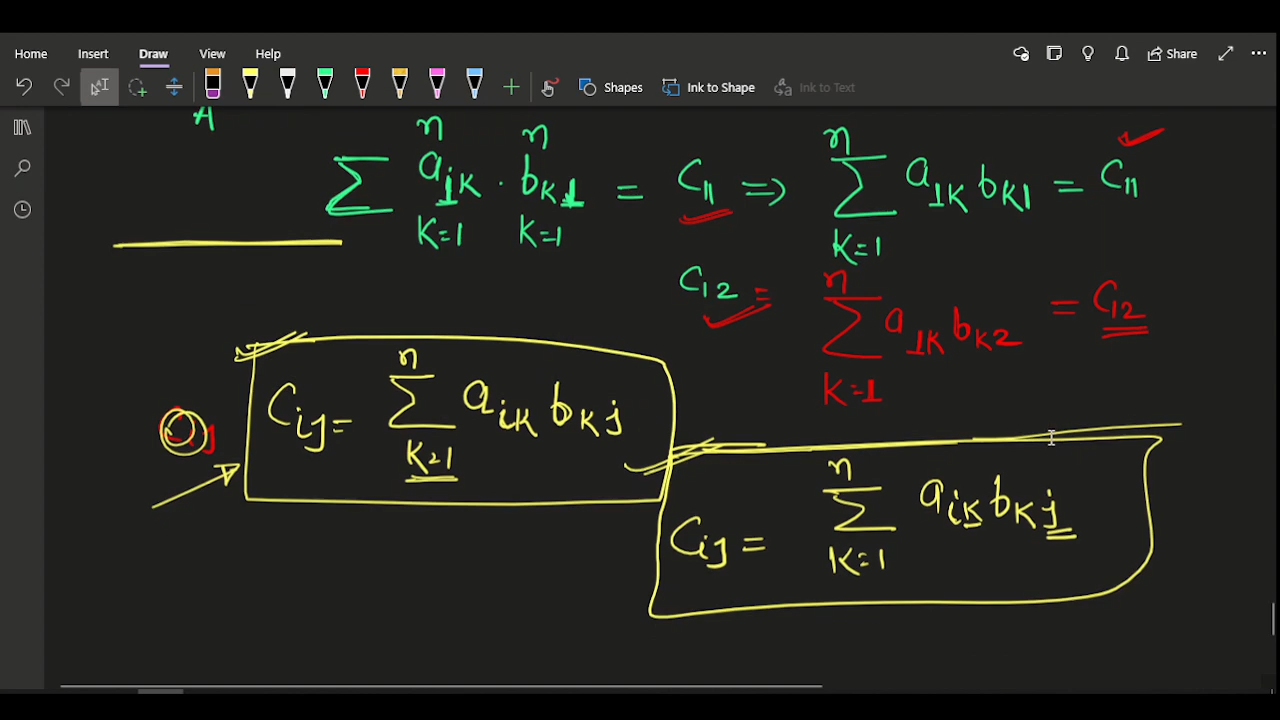 Home Insert Draw View Help Share
Shapes Ink to Shape Ink to Text
A
n n n
∑ a1K · bK1 = C11 ⇒ ∑ a1K bK1 = C11
K=1 K=1 K=1
C12 = n
∑ a1K bK2 = C12
K=1
n
Cij = ∑ aiK bKj
K=1
n
Cij = ∑ aiK bKj
K=1